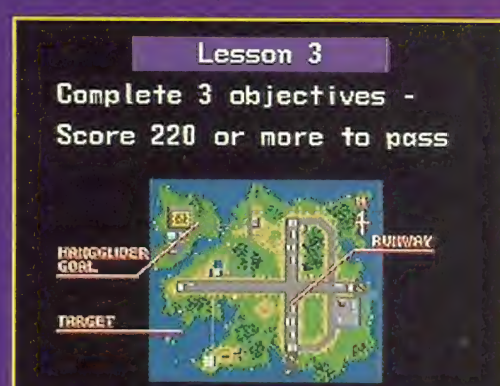 Lesson 3
Complete 3 objectives -
Score 220 or more to pass
HANGGLIDER
GOAL
RUNWAY
TARGET